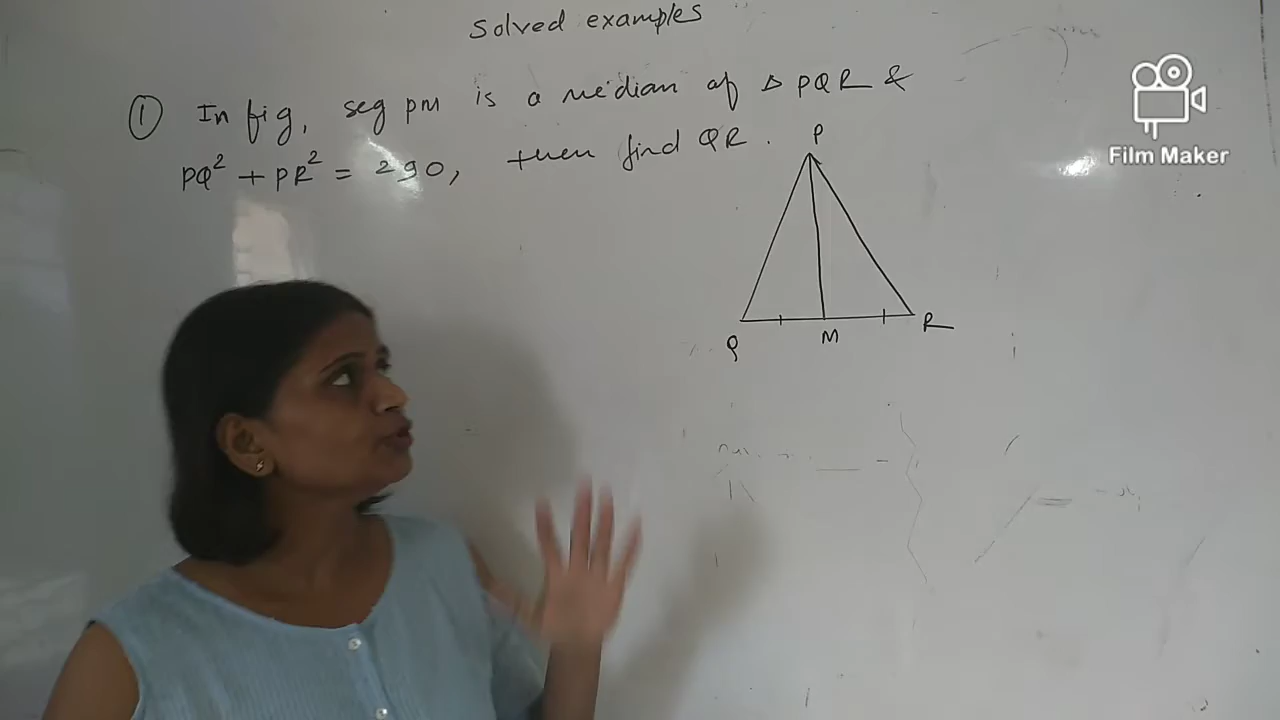 Solved examples
① In fig, seg PM is a median of △ PQR &
PQ² + PR² = 290, then find QR.
P
Q
M
R
Film Maker